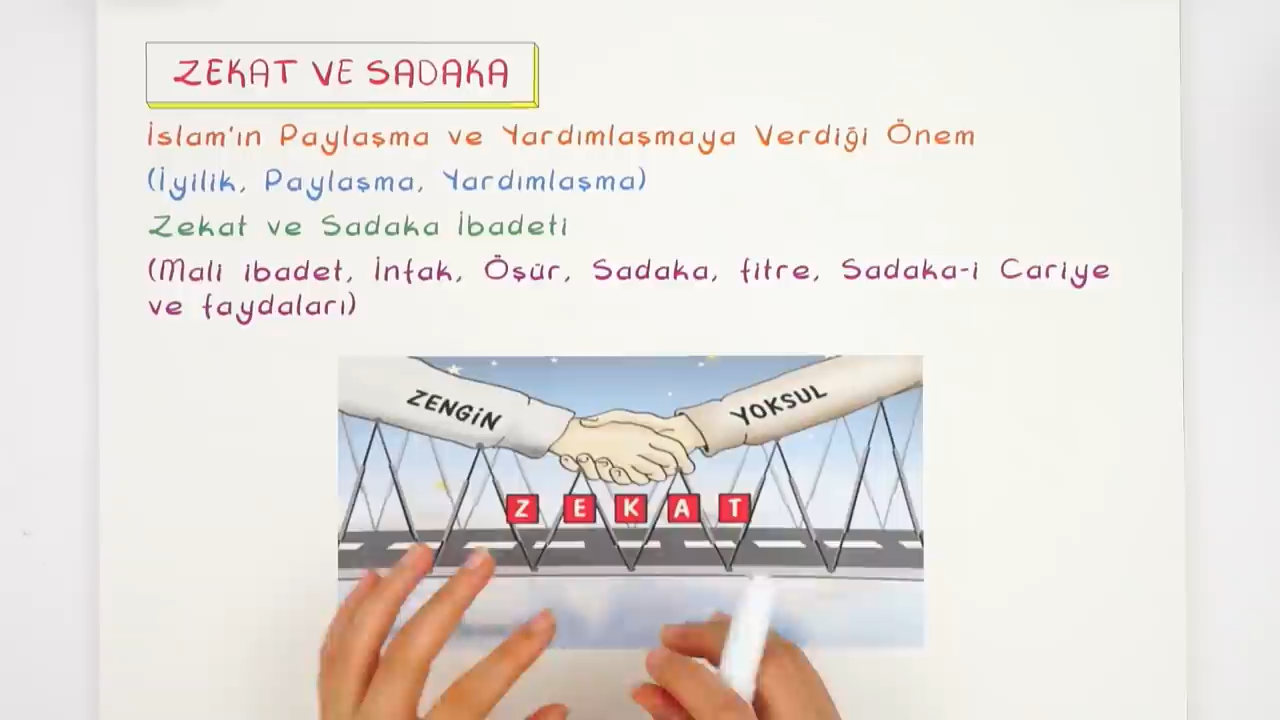 ZEKAT VE SADAKA
İslam'ın Paylaşma ve Yardımlaşmaya Verdiği Önem
(İyilik, Paylaşma, Yardımlaşma)
Zekat ve Sadaka İbadeti
(Mali ibadet, İnfak, Öşür, Sadaka, fitre, Sadaka-i Cariye
ve faydaları)
ZENGİN
YOKSUL
Z E K A T